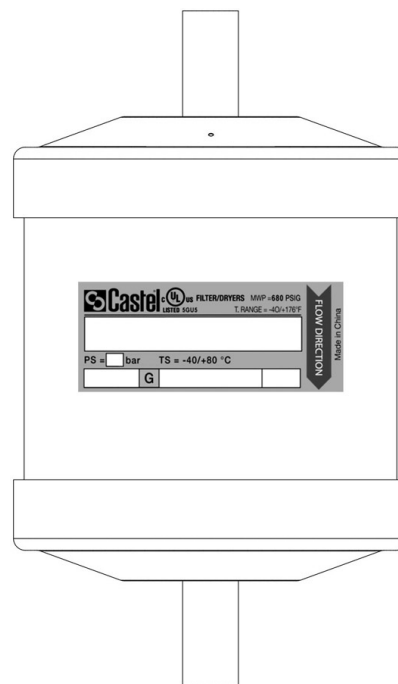 Castel c UL us FILTER/DRYERS MWP =680 PSIG
LISTED 5GU5 T. RANGE = -40/+176°F
PS = bar TS = -40/+80 °C
G
FLOW DIRECTION
Made in China